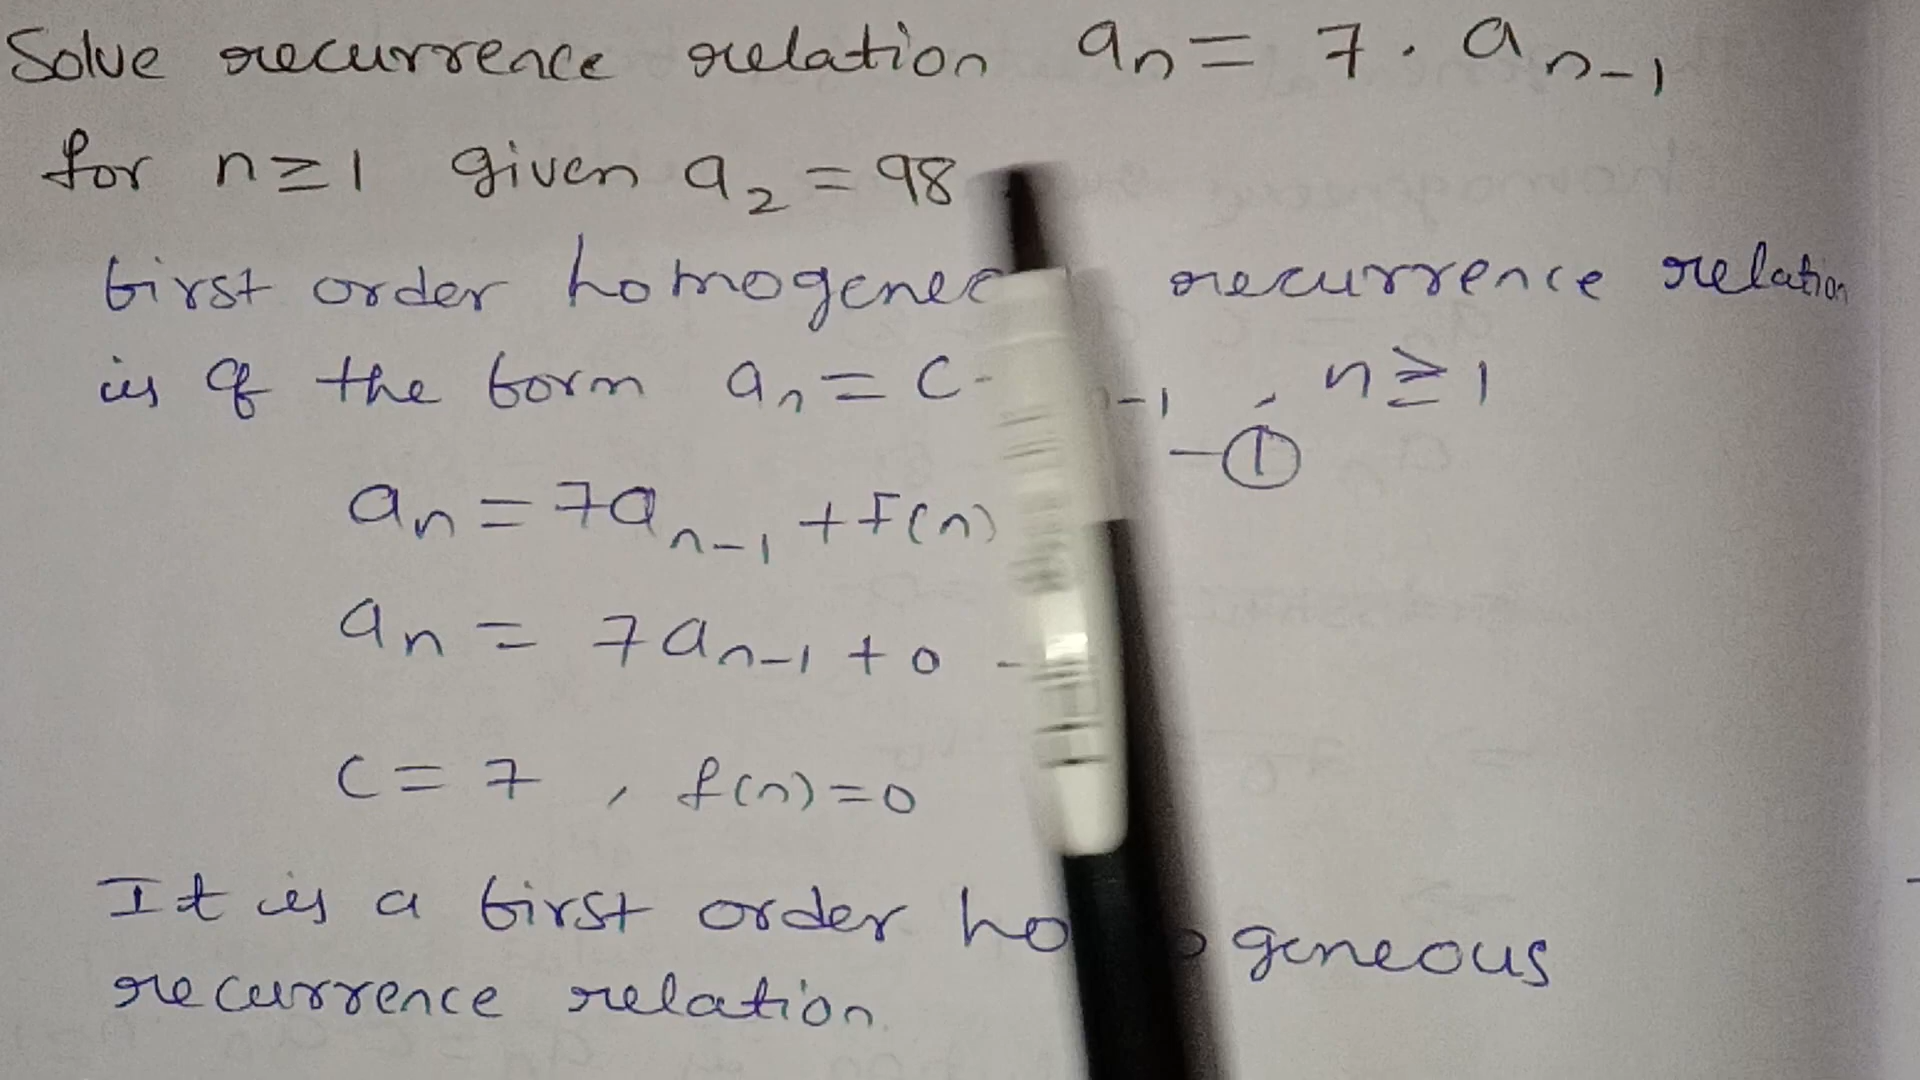 Solve recurrence relation aₙ = 7 · aₙ₋₁
for n ≥ 1 given a₂ = 98
first order recurrence relation
is of the form aₙ = C n-1 , n ≥ 1
- ①
aₙ = 7aₙ₋₁ + F(n)
aₙ = 7aₙ₋₁ + 0 -
C = 7 , f(n) = 0
It is a first order geneous
recurrence relation.